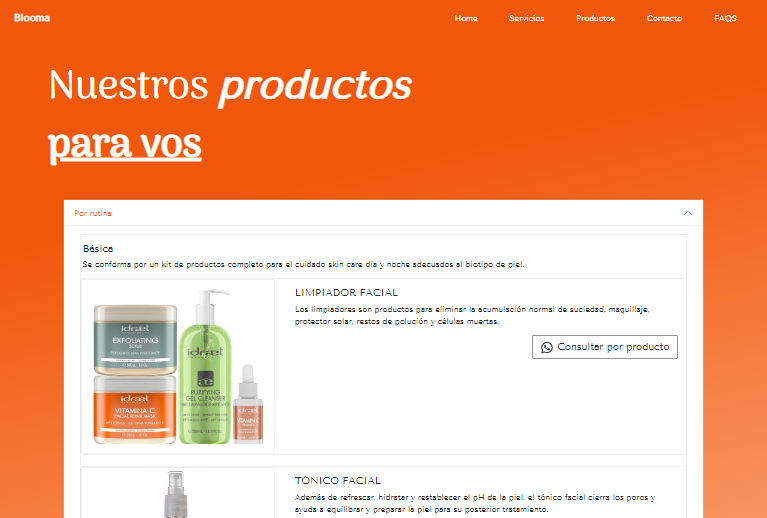 Blooma
Home Servicios Productos Contacto FAQS
Nuestros productos
para vos
Por rutina
Básica
Se conforma por un kit de productos completo para el cuidado skin care día y noche adecuados al biotipo de piel.
LIMPIADOR FACIAL
Los limpiadores son productos para eliminar la acumulación normal de suciedad, maquillaje,
protector solar, restos de polución y células muertas.
Consultar por producto
idraet
EXFOLIATING
SCRUB
idraet
VITAMINA C
FACIAL REPAIR MASK
idraet
PURIFYING
GEL CLEANSER
idraet
VITAMIN C
TÓNICO FACIAL
Además de refrescar, hidratar y restablecer el pH de la piel, el tónico facial cierra los poros y
ayuda a equilibrar y preparar la piel para su posterior tratamiento.